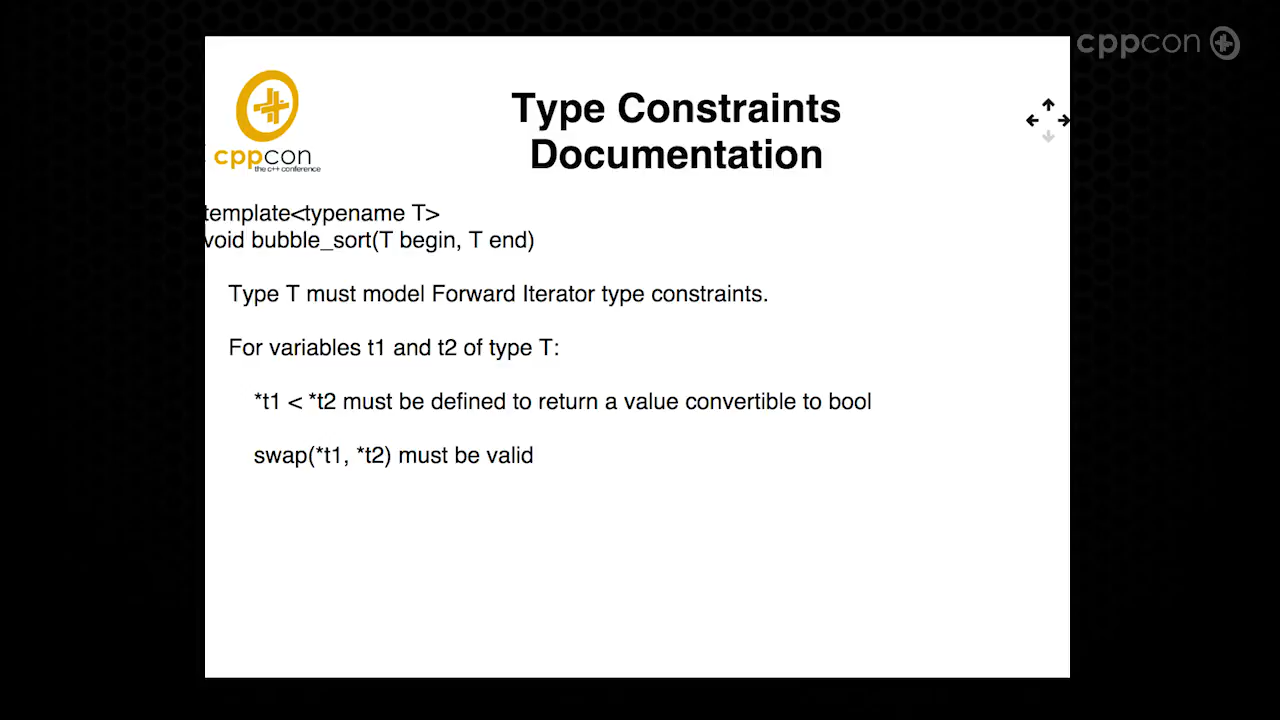 cppcon
cppcon
the c++ conference
Type Constraints
Documentation
template<typename T>
void bubble_sort(T begin, T end)
Type T must model Forward Iterator type constraints.
For variables t1 and t2 of type T:
*t1 < *t2 must be defined to return a value convertible to bool
swap(*t1, *t2) must be valid